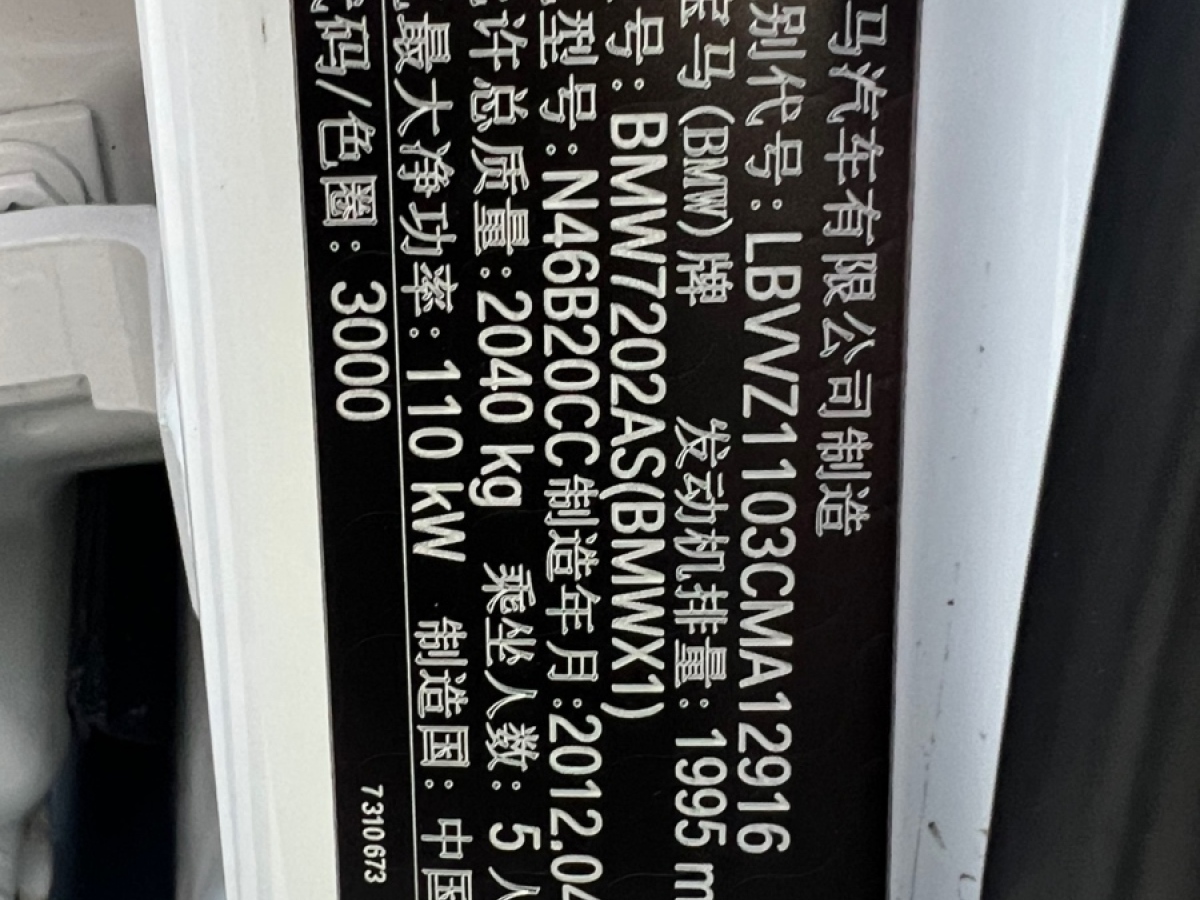 马汽车有限公司制造
别代号:LBVVZ1103CMA12916
宝马(BMW)牌 发动机排量:1995 m
号:BMW7202AS(BMWX1)
型号:N46B20CC 制造年月:2012.04
许总质量:2040 kg 乘坐人数:5人
最大净功率:110 kW 制造国:中国
码/色圈:3000
7310673